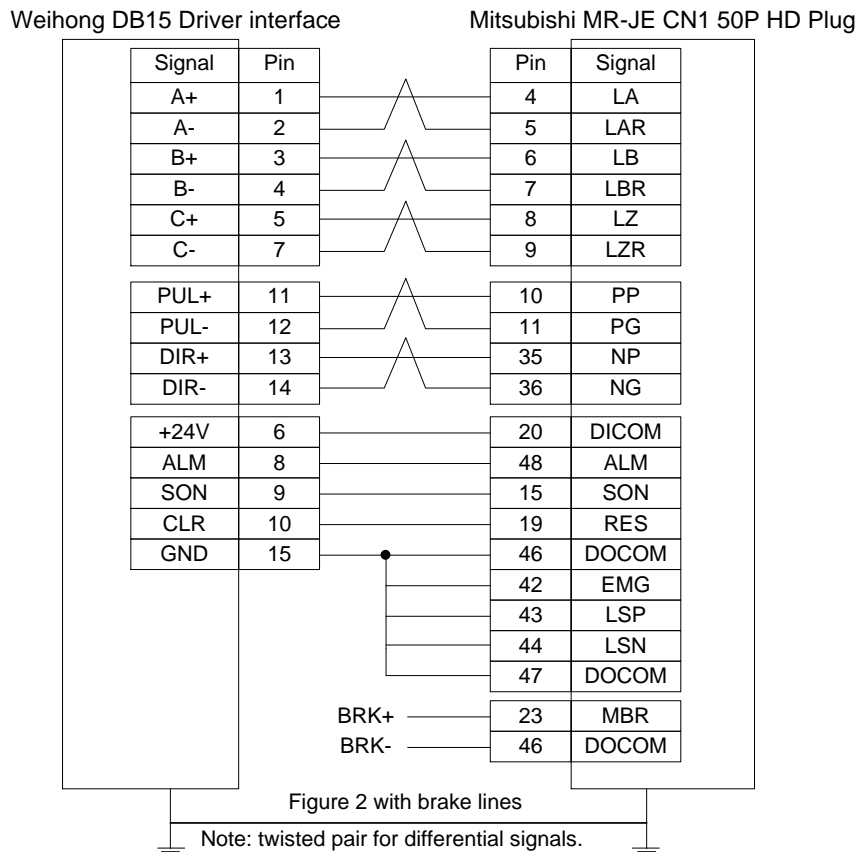 Weihong DB15 Driver interface Mitsubishi MR-JE CN1 50P HD Plug
Signal Pin Pin Signal
A+ 1 4 LA
A- 2 5 LAR
B+ 3 6 LB
B- 4 7 LBR
C+ 5 8 LZ
C- 7 9 LZR
PUL+ 11 10 PP
PUL- 12 11 PG
DIR+ 13 35 NP
DIR- 14 36 NG
+24V 6 20 DICOM
ALM 8 48 ALM
SON 9 15 SON
CLR 10 19 RES
GND 15 46 DOCOM
42 EMG
43 LSP
44 LSN
47 DOCOM
BRK+ 23 MBR
BRK- 46 DOCOM
Figure 2 with brake lines
Note: twisted pair for differential signals.